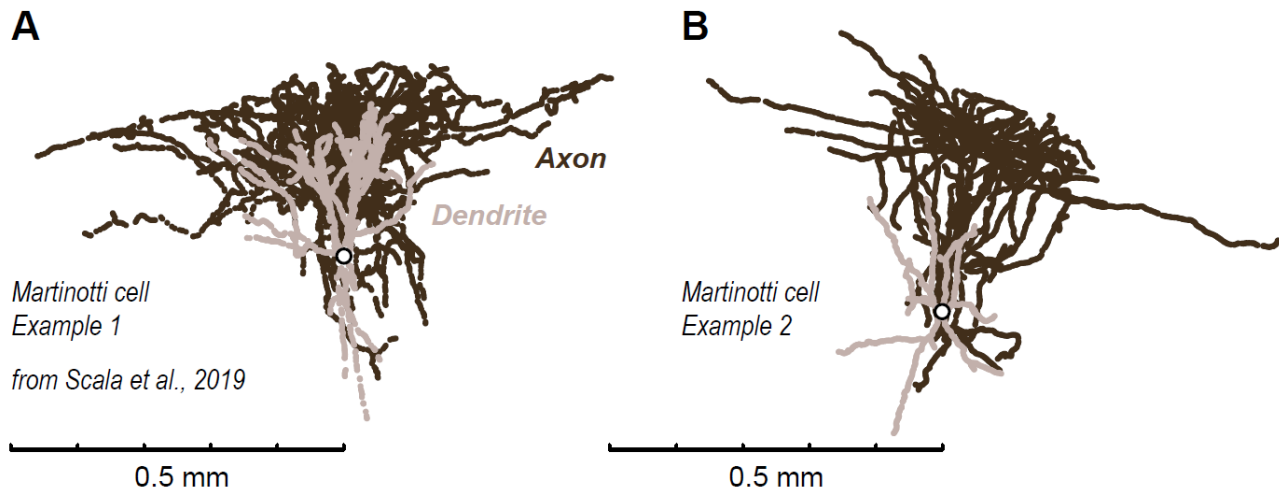 A
B
Axon
Dendrite
Martinotti cell
Example 1
from Scala et al., 2019
Martinotti cell
Example 2
0.5 mm
0.5 mm